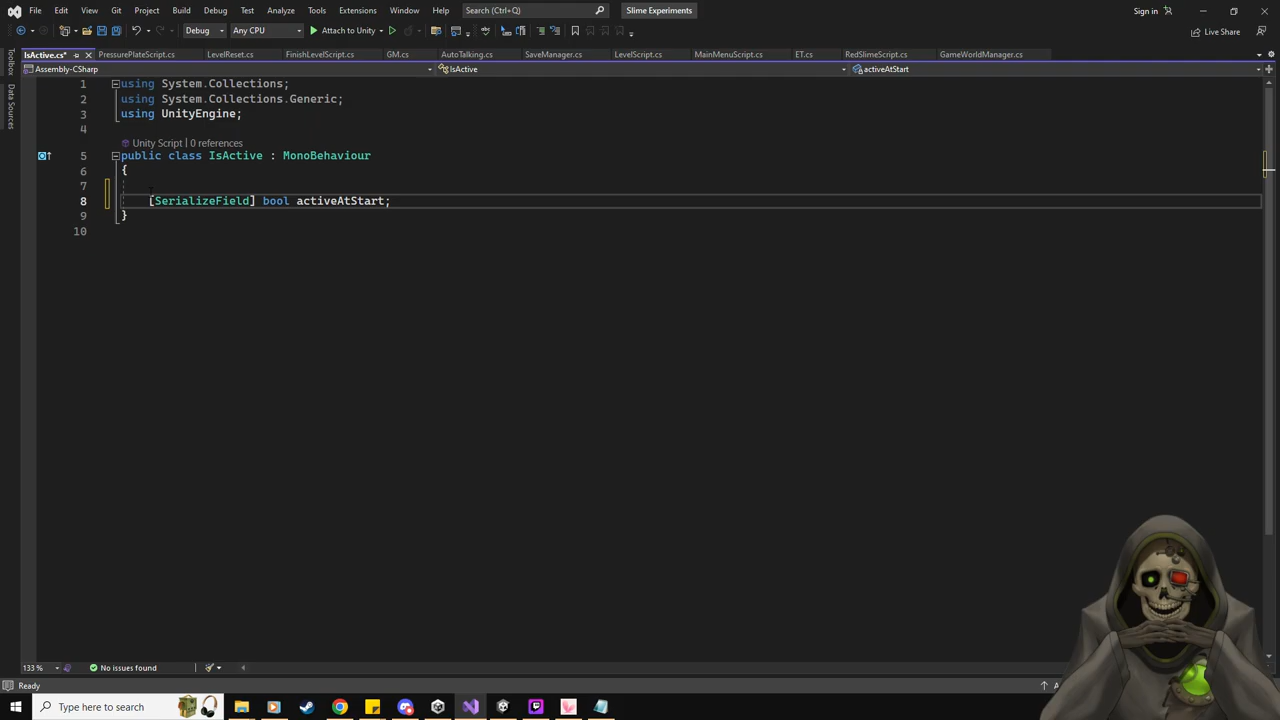 File Edit View Git Project Build Debug Test Analyze Tools Extensions Window Help Search (Ctrl+Q) Slime Experiments Sign in
Debug Any CPU Attach to Unity Live Share
IsActive.cs* PressurePlateScript.cs LevelReset.cs FinishLevelScript.cs GM.cs AutoTalking.cs SaveManager.cs LevelScript.cs MainMenuScript.cs ET.cs RedSlimeScript.cs GameWorldManager.cs
Toolbox
Data Sources
Assembly-CSharp IsActive activeAtStart
1 using System.Collections;
2 using System.Collections.Generic;
3 using UnityEngine;
4
Unity Script | 0 references
5 public class IsActive : MonoBehaviour
6 {
7
8 [SerializeField] bool activeAtStart;
9 }
10
133 % No issues found
Ready
Type here to search